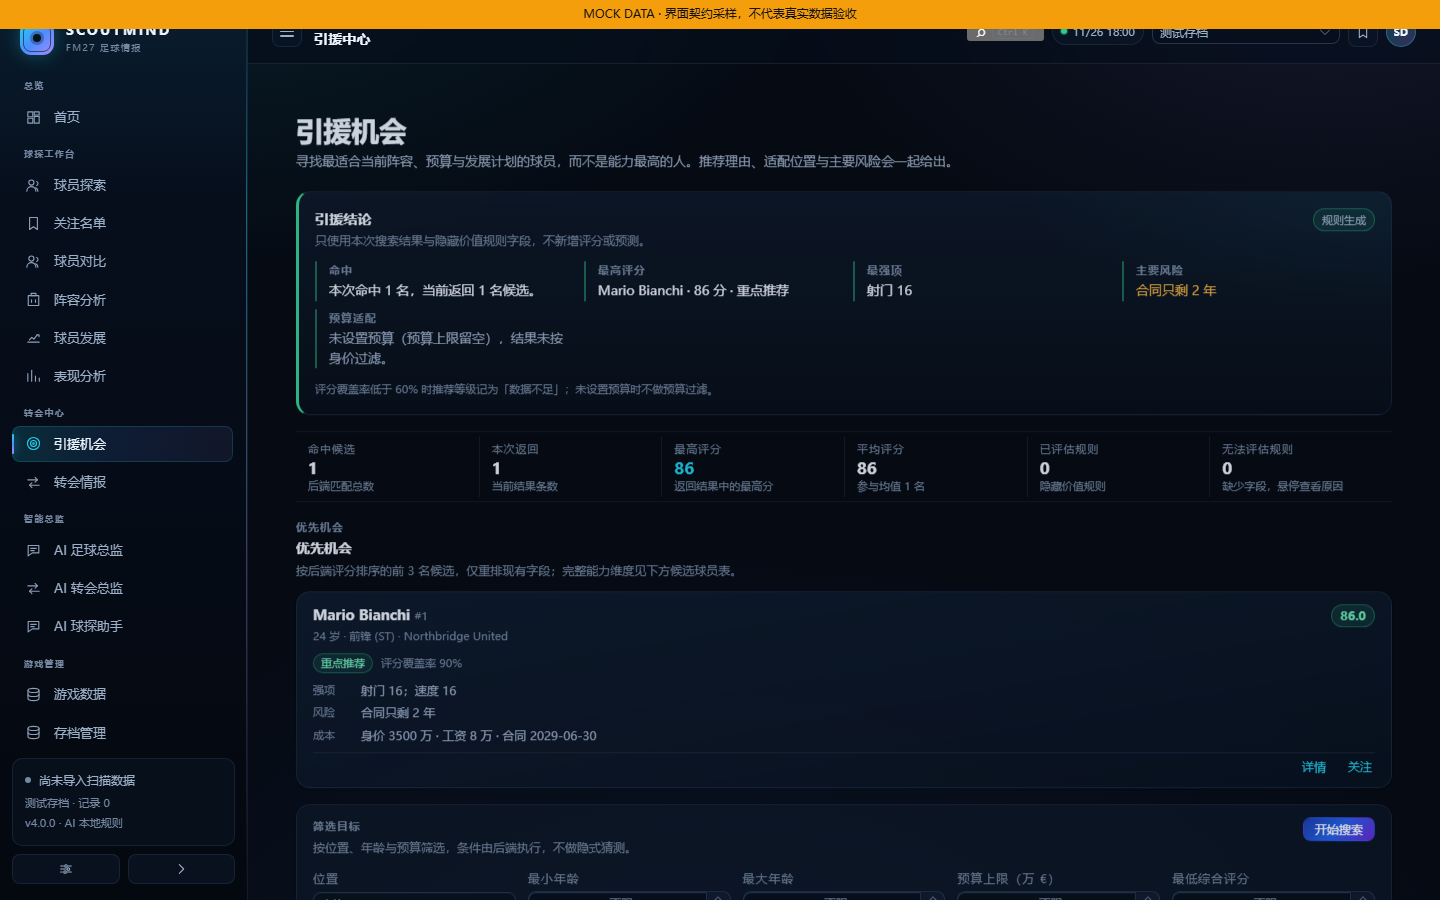 MOCK DATA · 界面契约采样，不代表真实数据验收
SCOUTMIND
FM27 足球情报
引援中心
Ctrl K
11/26 18:00
测试存档
SD
总览
首页
球探工作台
球员探索
关注名单
球员对比
阵容分析
球员发展
表现分析
转会中心
引援机会
转会情报
智能总监
AI 足球总监
AI 转会总监
AI 球探助手
游戏管理
游戏数据
存档管理
尚未导入扫描数据
测试存档 · 记录 0
v4.0.0 · AI 本地规则
引援机会
寻找最适合当前阵容、预算与发展计划的球员，而不是能力最高的人。推荐理由、适配位置与主要风险会一起给出。
引援结论
规则生成
只使用本次搜索结果与隐藏价值规则字段，不新增评分或预测。
命中
本次命中 1 名，当前返回 1 名候选。
最高评分
Mario Bianchi · 86 分 · 重点推荐
最强项
射门 16
主要风险
合同只剩 2 年
预算适配
未设置预算（预算上限留空），结果未按
身价过滤。
评分覆盖率低于 60% 时推荐等级记为「数据不足」；未设置预算时不做预算过滤。
命中候选
1
后端匹配总数
本次返回
1
当前结果条数
最高评分
86
返回结果中的最高分
平均评分
86
参与均值 1 名
已评估规则
0
隐藏价值规则
无法评估规则
0
缺少字段，悬停查看原因
优先机会
优先机会
按后端评分排序的前 3 名候选，仅重排现有字段；完整能力维度见下方候选球员表。
Mario Bianchi #1
86.0
24 岁 · 前锋 (ST) · Northbridge United
重点推荐 评分覆盖率 90%
强项 射门 16；速度 16
风险 合同只剩 2 年
成本 身价 3500 万 · 工资 8 万 · 合同 2029-06-30
详情 关注
筛选目标
开始搜索
按位置、年龄与预算筛选，条件由后端执行，不做隐式猜测。
位置
最小年龄
最大年龄
预算上限（万 €）
最低综合评分